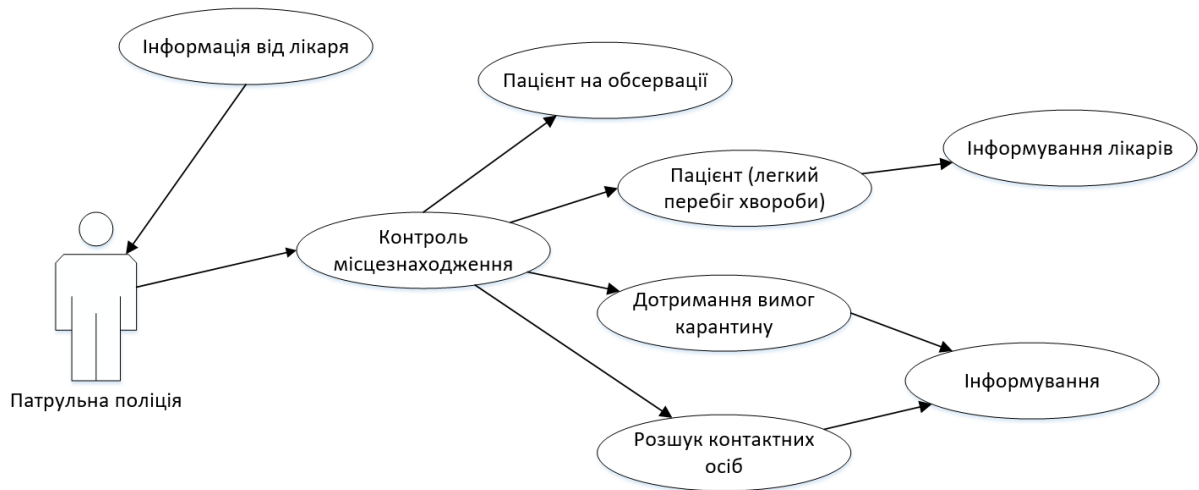 Інформація від лікаря
Пацієнт на обсервації
Інформування лікарів
Пацієнт (легкий
перебіг хвороби)
Контроль
місцезнаходження
Дотримання вимог
карантину
Інформування
Патрульна поліція
Розшук контактних
осіб